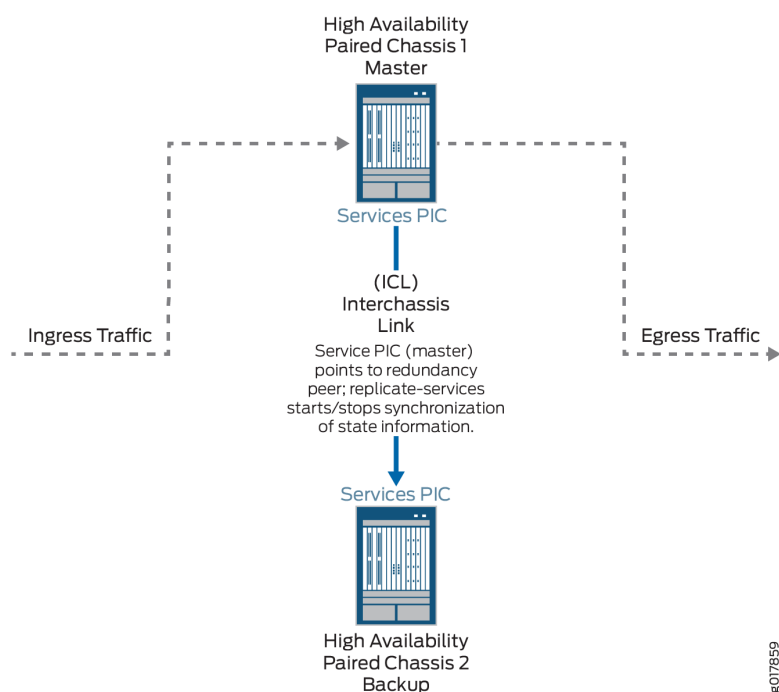 High Availability
Paired Chassis 1
Master
Services PIC
(ICL)
Interchassis
Link
Ingress Traffic
Egress Traffic
Service PIC (master)
points to redundancy
peer; replicate-services
starts/stops synchronization
of state information.
Services PIC
High Availability
Paired Chassis 2
Backup
g017859